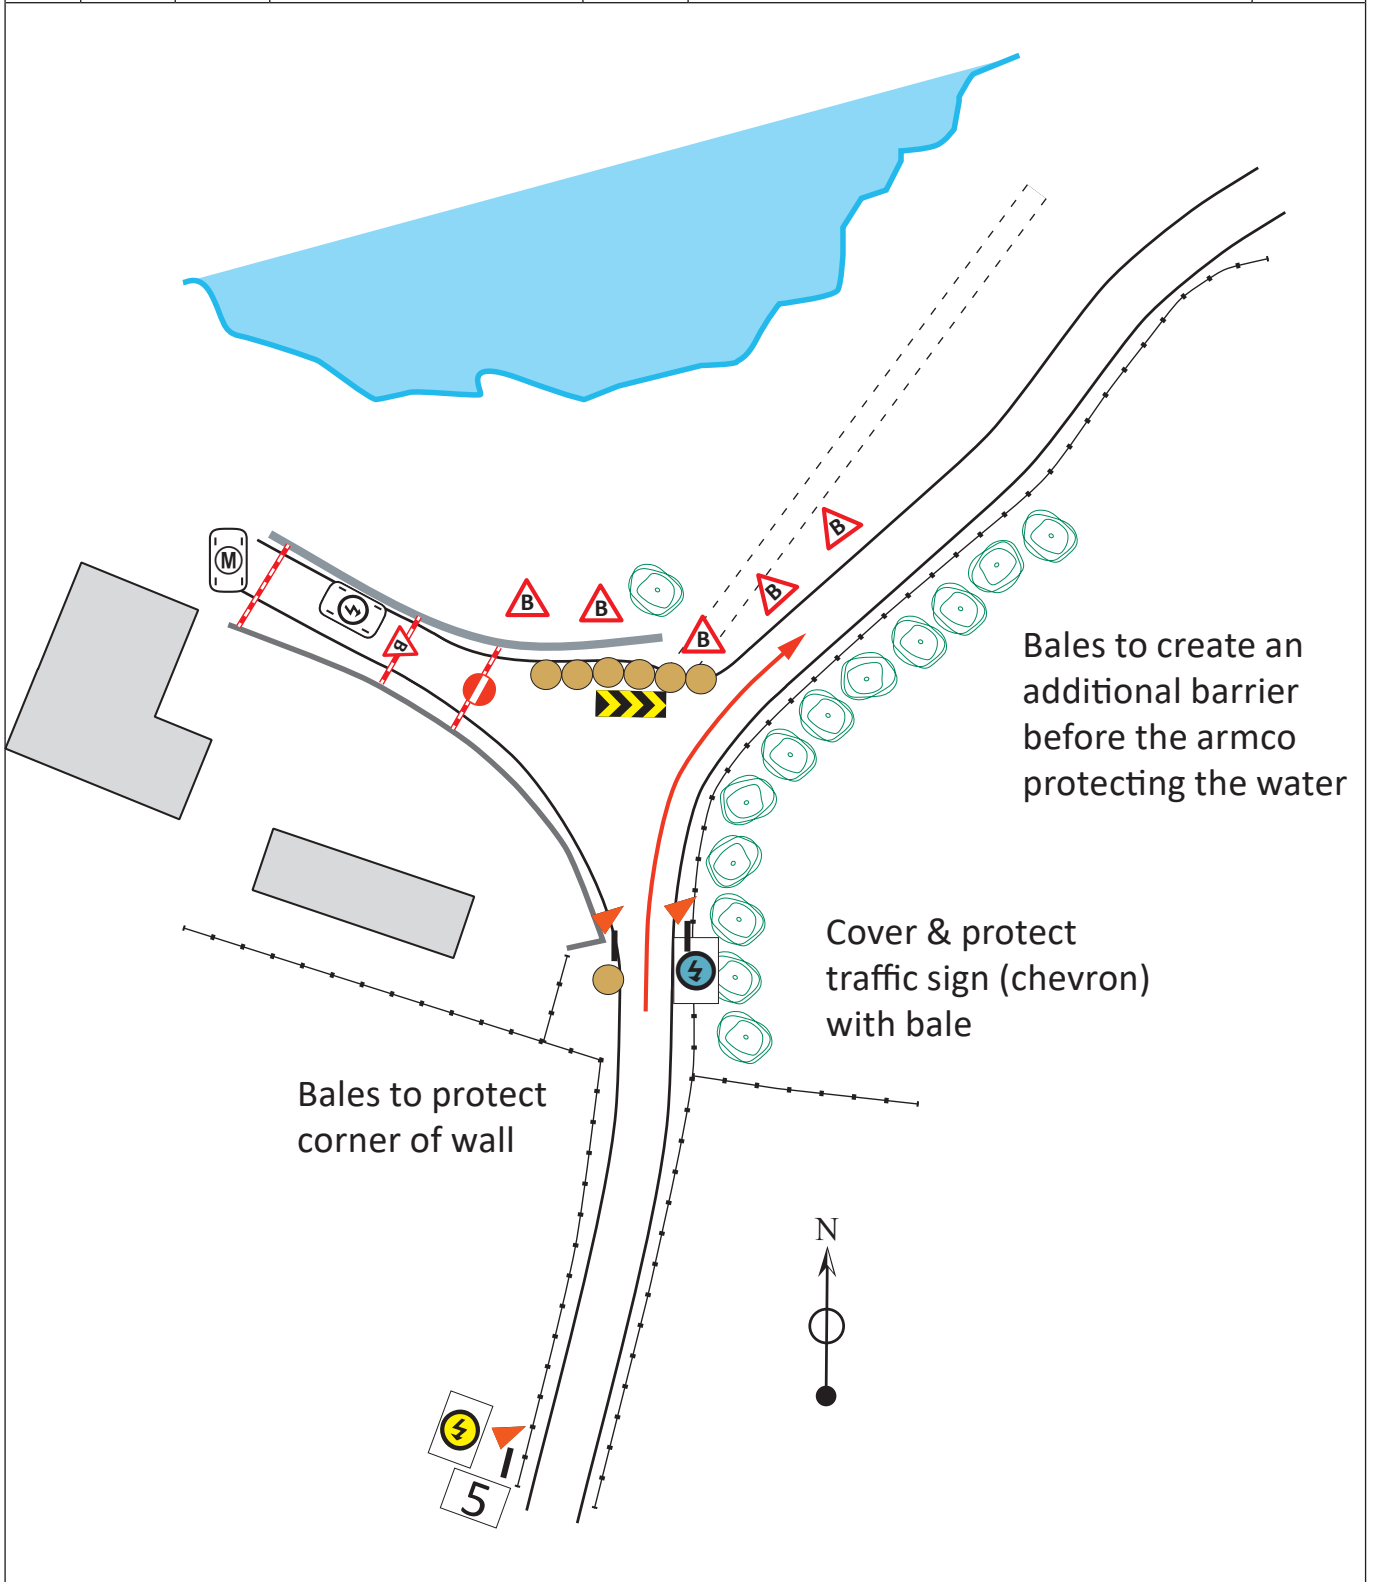 M
B
B
B
B
B
B
Bales to create an
additional barrier
before the armco
protecting the water
Cover & protect
traffic sign (chevron)
with bale
Bales to protect
corner of wall
N
5